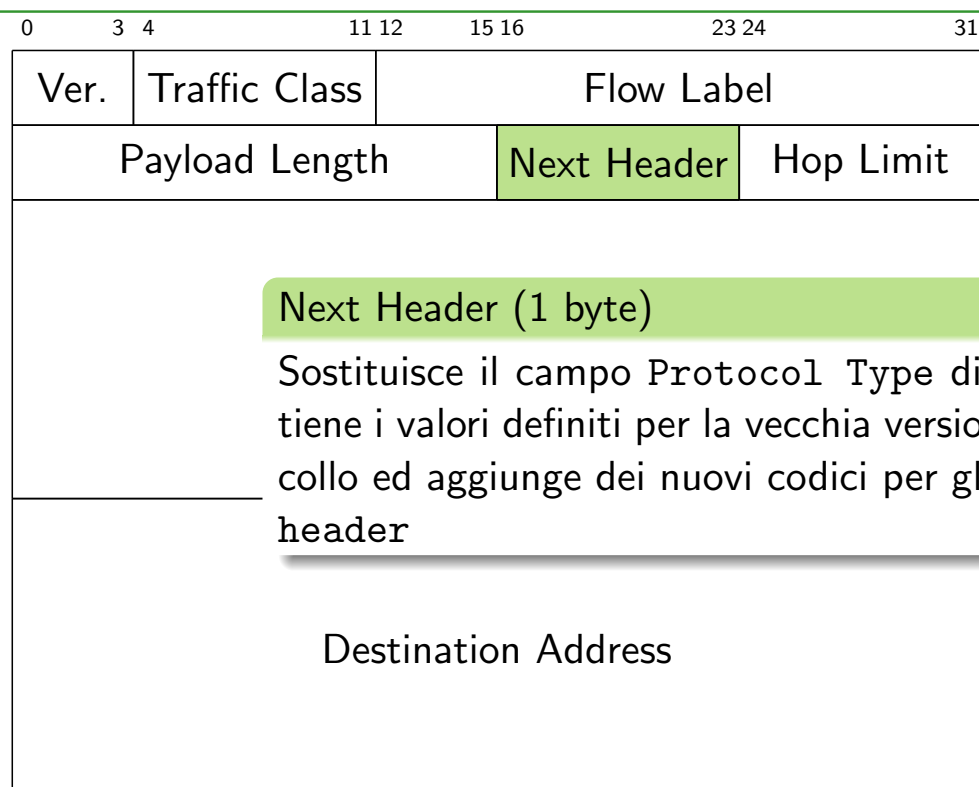 0 3 4 11 12 15 16 23 24 31
Ver. Traffic Class Flow Label
Payload Length Next Header Hop Limit
Next Header (1 byte)
Sostituisce il campo Protocol Type di
tiene i valori definiti per la vecchia versio
collo ed aggiunge dei nuovi codici per gl
header
Destination Address